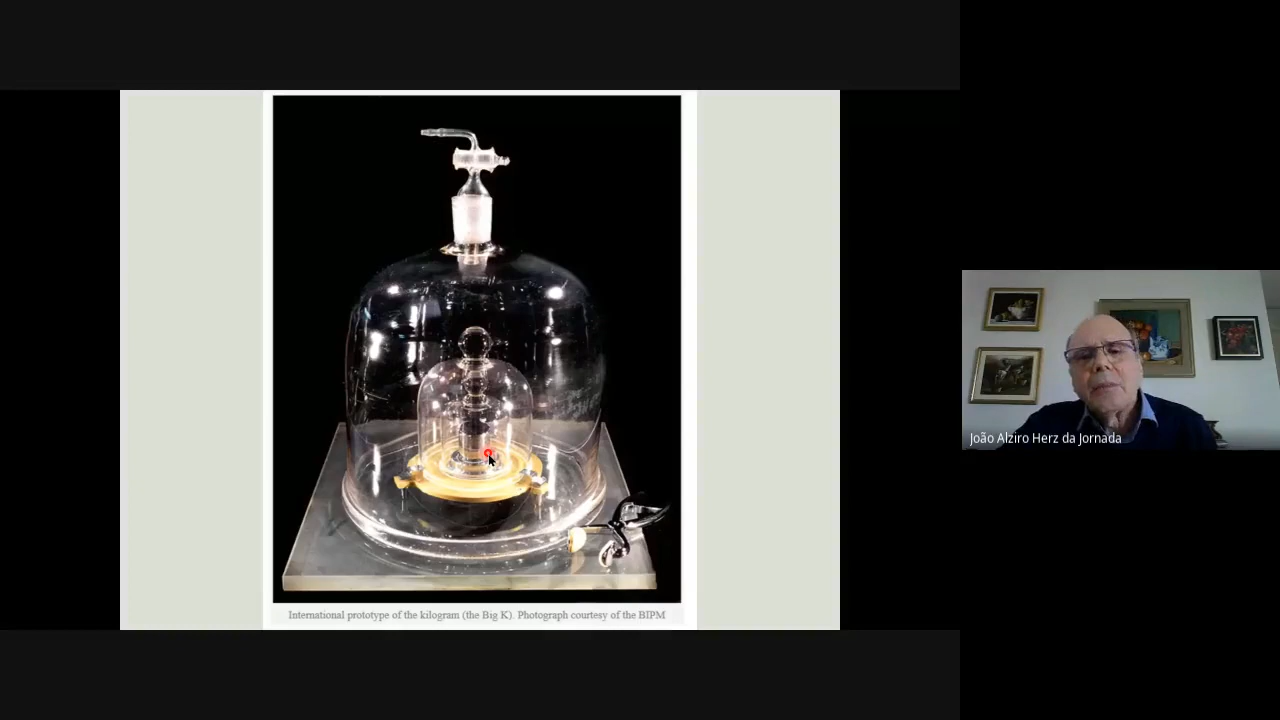 International prototype of the kilogram (the Big K). Photograph courtesy of the BIPM
João Alziro Herz da Jornada